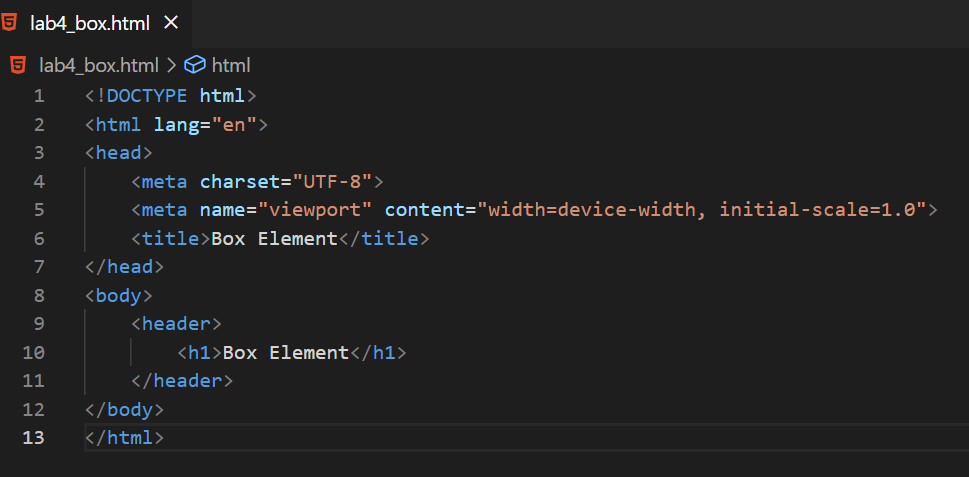 lab4_box.html ×
lab4_box.html > html
1 <!DOCTYPE html>
2 <html lang="en">
3 <head>
4     <meta charset="UTF-8">
5     <meta name="viewport" content="width=device-width, initial-scale=1.0">
6     <title>Box Element</title>
7 </head>
8 <body>
9     <header>
10         <h1>Box Element</h1>
11     </header>
12 </body>
13 </html>